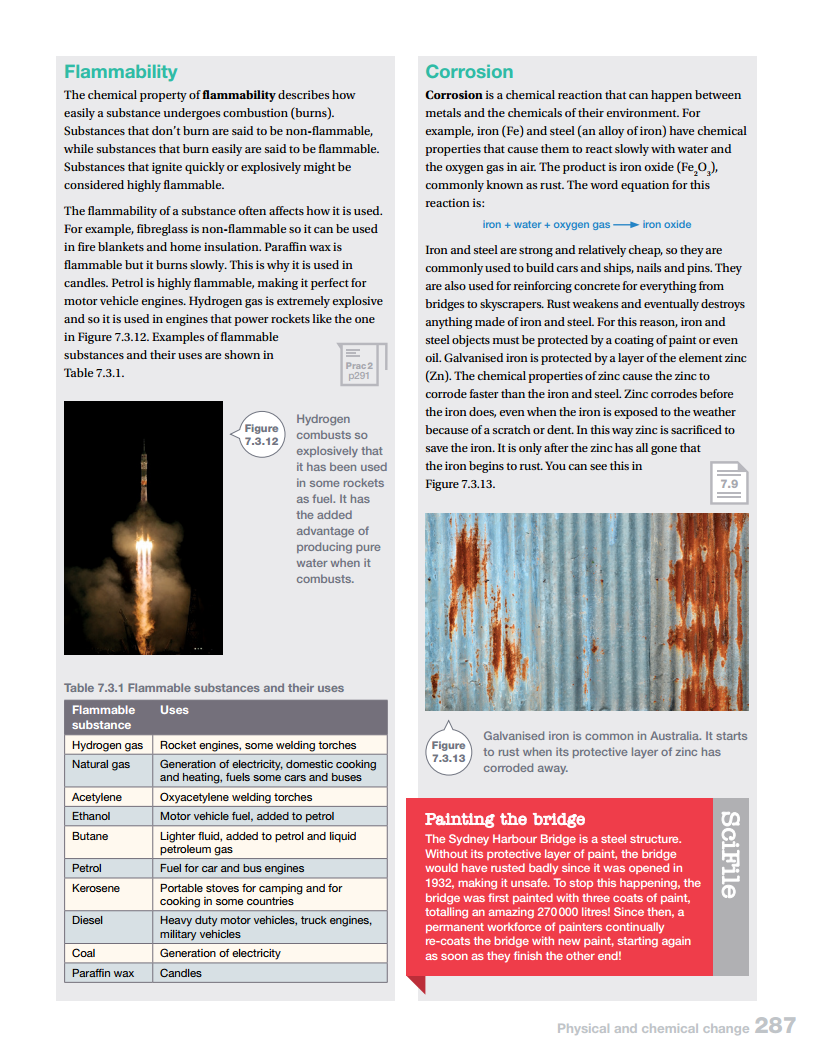 Flammability
The chemical property of flammability describes how
easily a substance undergoes combustion (burns).
Substances that don't burn are said to be non-flammable,
while substances that burn easily are said to be flammable.
Substances that ignite quickly or explosively might be
considered highly flammable.
The flammability of a substance often affects how it is used.
For example, fibreglass is non-flammable so it can be used
in fire blankets and home insulation. Paraffin wax is
flammable but it burns slowly. This is why it is used in
candles. Petrol is highly flammable, making it perfect for
motor vehicle engines. Hydrogen gas is extremely explosive
and so it is used in engines that power rockets like the one
in Figure 7.3.12. Examples of flammable
substances and their uses are shown in
Table 7.3.1.
Prac 2
p291
Figure
7.3.12
Hydrogen
combusts so
explosively that
it has been used
in some rockets
as fuel. It has
the added
advantage of
producing pure
water when it
combusts.
Table 7.3.1 Flammable substances and their uses
Flammable
substance
Uses
Hydrogen gas Rocket engines, some welding torches
Natural gas Generation of electricity, domestic cooking
and heating, fuels some cars and buses
Acetylene Oxyacetylene welding torches
Ethanol Motor vehicle fuel, added to petrol
Butane Lighter fluid, added to petrol and liquid
petroleum gas
Petrol Fuel for car and bus engines
Kerosene Portable stoves for camping and for
cooking in some countries
Diesel Heavy duty motor vehicles, truck engines,
military vehicles
Coal Generation of electricity
Paraffin wax Candles
Corrosion
Corrosion is a chemical reaction that can happen between
metals and the chemicals of their environment. For
example, iron (Fe) and steel (an alloy of iron) have chemical
properties that cause them to react slowly with water and
the oxygen gas in air. The product is iron oxide (Fe₂O₃),
commonly known as rust. The word equation for this
reaction is:
iron + water + oxygen gas ⟶ iron oxide
Iron and steel are strong and relatively cheap, so they are
commonly used to build cars and ships, nails and pins. They
are also used for reinforcing concrete for everything from
bridges to skyscrapers. Rust weakens and eventually destroys
anything made of iron and steel. For this reason, iron and
steel objects must be protected by a coating of paint or even
oil. Galvanised iron is protected by a layer of the element zinc
(Zn). The chemical properties of zinc cause the zinc to
corrode faster than the iron and steel. Zinc corrodes before
the iron does, even when the iron is exposed to the weather
because of a scratch or dent. In this way zinc is sacrificed to
save the iron. It is only after the zinc has all gone that
the iron begins to rust. You can see this in
Figure 7.3.13.
7.9
Figure
7.3.13
Galvanised iron is common in Australia. It starts
to rust when its protective layer of zinc has
corroded away.
Painting the bridge
The Sydney Harbour Bridge is a steel structure.
Without its protective layer of paint, the bridge
would have rusted badly since it was opened in
1932, making it unsafe. To stop this happening, the
bridge was first painted with three coats of paint,
totalling an amazing 270 000 litres! Since then, a
permanent workforce of painters continually
re-coats the bridge with new paint, starting again
as soon as they finish the other end!
SciFile
Physical and chemical change 287